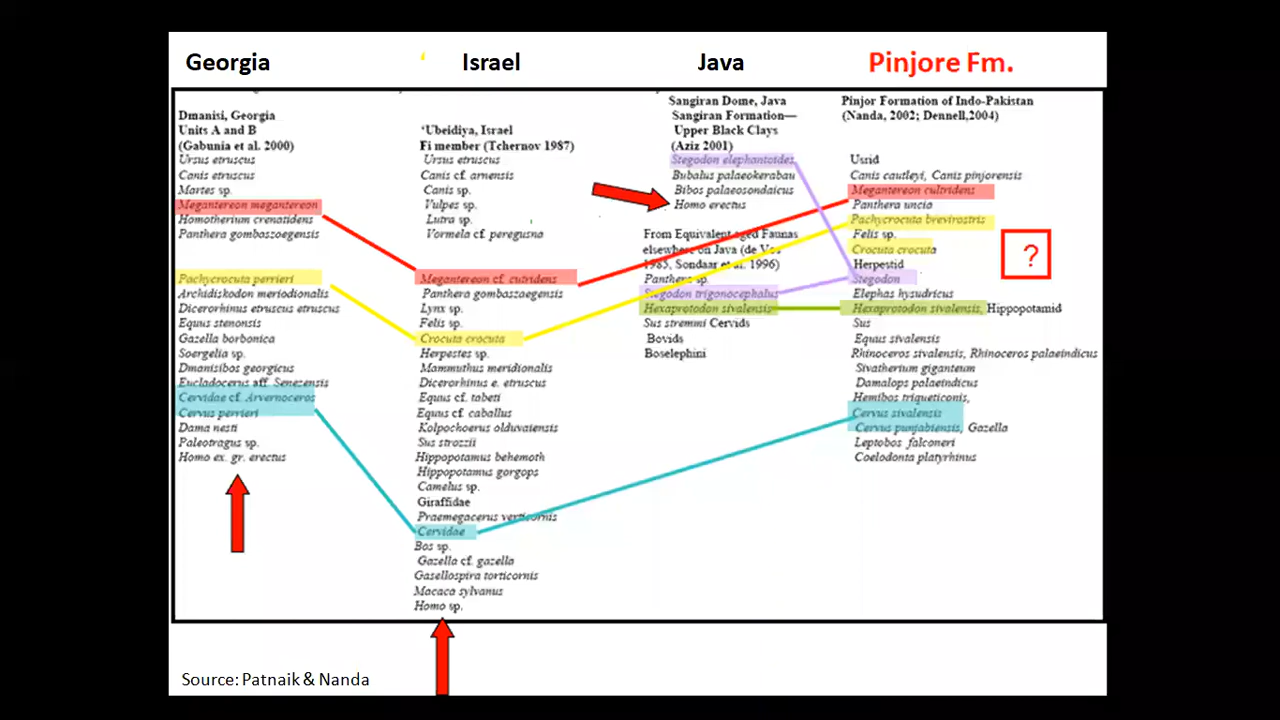 Georgia
Israel
Java
Pinjore Fm.
Dmanisi, Georgia
Units A and B
(Gabunia et al. 2000)
Ursus etruscus
Canis etruscus
Martes sp.
Megantereon megantereon
Homotherium crenatidens
Panthera gombaszoegensis
Pachycrocuta perrieri
Archidiskodon meriodionalis
Dicerorhinus etruscus etruscus
Equus stenonsis
Gazella borbonica
Soergelia sp.
Dmanisibos georgicus
Eucladocerus aff. Senezensis
Cervidae cf. Arvernoceros
Cervus perrieri
Dama nesti
Paleotragus sp.
Homo ex. gr. erectus
‘Ubeidiya, Israel
Fi member (Tchernov 1987)
Ursus etruscus
Canis cf. arnensis
Canis sp.
Vulpes sp.
Lutra sp.
Vormela cf. peregusna
Megantereon cf. cutridens
Panthera gombaszoegensis
Lynx sp.
Felis sp.
Crocuta crocuta
Herpestes sp.
Mammuthus meridionalis
Dicerorhinus e. etruscus
Equus cf. tabeti
Equus cf. caballus
Kolpochoerus olduvaiensis
Sus strozzii
Hippopotamus behemoth
Hippopotamus gorgops
Camelus sp.
Giraffidae
Praemegacerus verticornis
Cervidae
Bos sp.
Gazella cf. gazella
Gasellospira torticornis
Macaca sylvanus
Homo sp.
Sangiran Dome, Java
Sangiran Formation—
Upper Black Clays
(Aziz 2001)
Stegodon elephantoides
Bubalus palaeokerabau
Bibos palaeosondaicus
Homo erectus
From Equivalent aged Faunas
elsewhere on Java (de Vos
1985, Sondaar et al. 1996)
Panthera sp.
Stegodon trigonocephalus
Hexaprotodon sivalensis
Sus stremmi Cervids
Bovids
Boselephini
Pinjor Formation of Indo-Pakistan
(Nanda, 2002; Dennell,2004)
Usrid
Canis cautleyi, Canis pinjorensis
Megantereon cultridens
Panthera uncia
Pachycrocuta brevirostris
Felis sp.
Crocuta crocuta
Herpestid
Stegodon
Elephas hysudricus
Hexaprotodon sivalensis, Hippopotamid
Sus
Equus sivalensis
Rhinoceros sivalensis, Rhinoceros palaeindicus
Sivatherium giganteum
Damalops palaeindicus
Hemibos triqueticonis,
Cervus sivalensis
Cervus punjabiensis, Gazella
Leptobos falconeri
Coelodonta platyrhinus
?
Source: Patnaik & Nanda